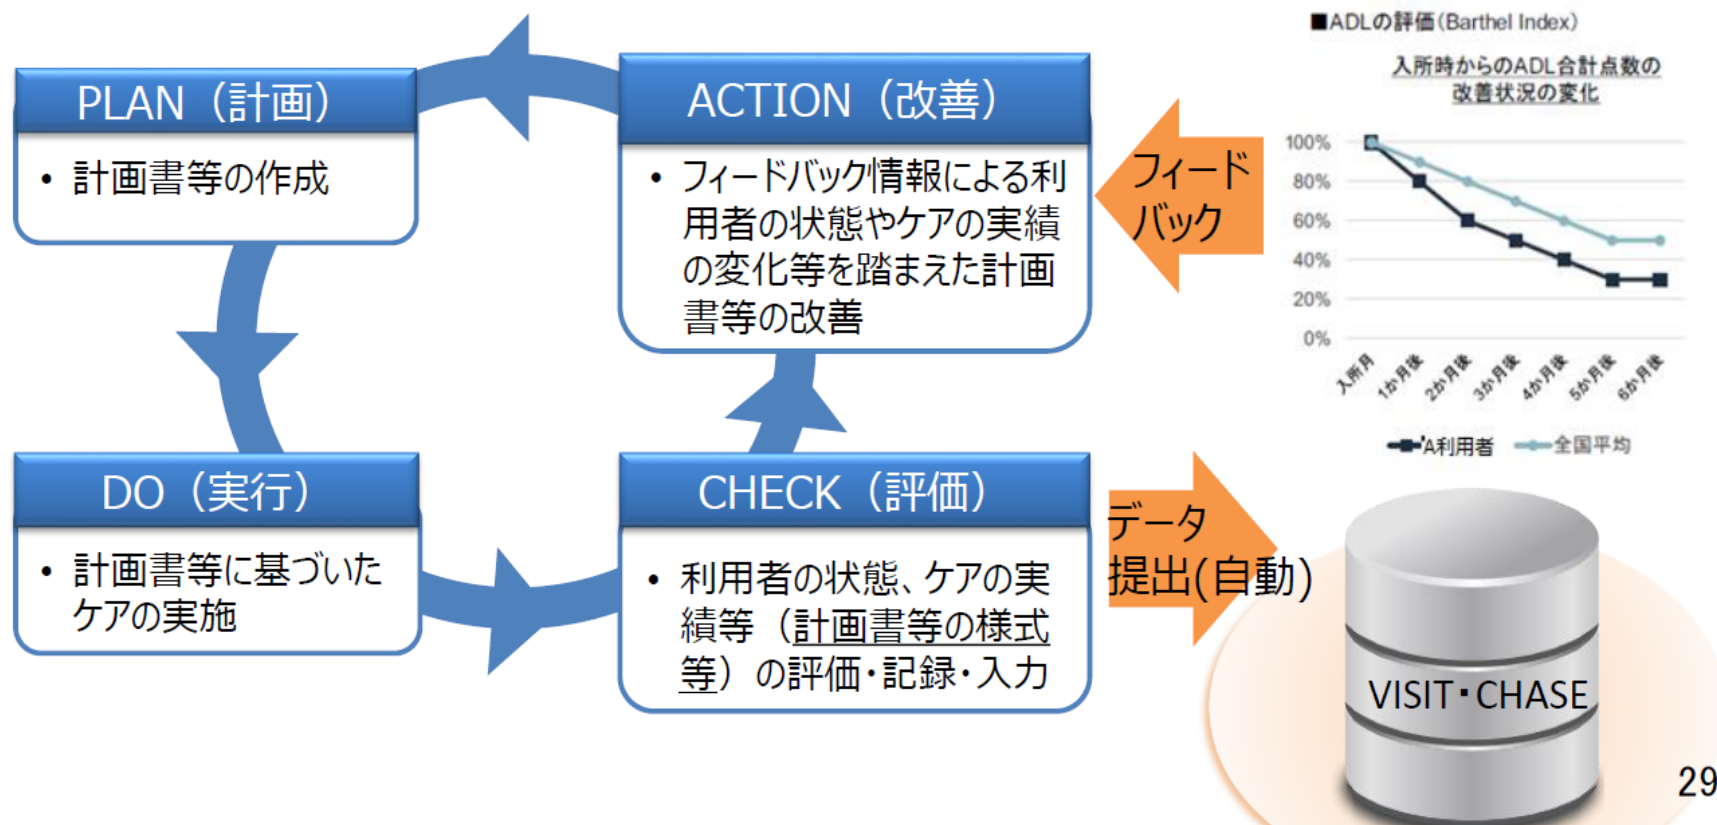 PLAN（計画）
• 計画書等の作成
ACTION（改善）
• フィードバック情報による利
用者の状態やケアの実績
の変化等を踏まえた計画
書等の改善
フィード
バック
■ADLの評価（Barthel Index）
入所時からのADL合計点数の
改善状況の変化
100%
80%
60%
40%
20%
0%
入所月
1か月後
2か月後
3か月後
4か月後
5か月後
6か月後
A利用者
全国平均
DO（実行）
• 計画書等に基づいた
ケアの実施
CHECK（評価）
• 利用者の状態、ケアの実
績等（計画書等の様式
等）の評価・記録・入力
データ
提出(自動)
VISIT・CHASE
29